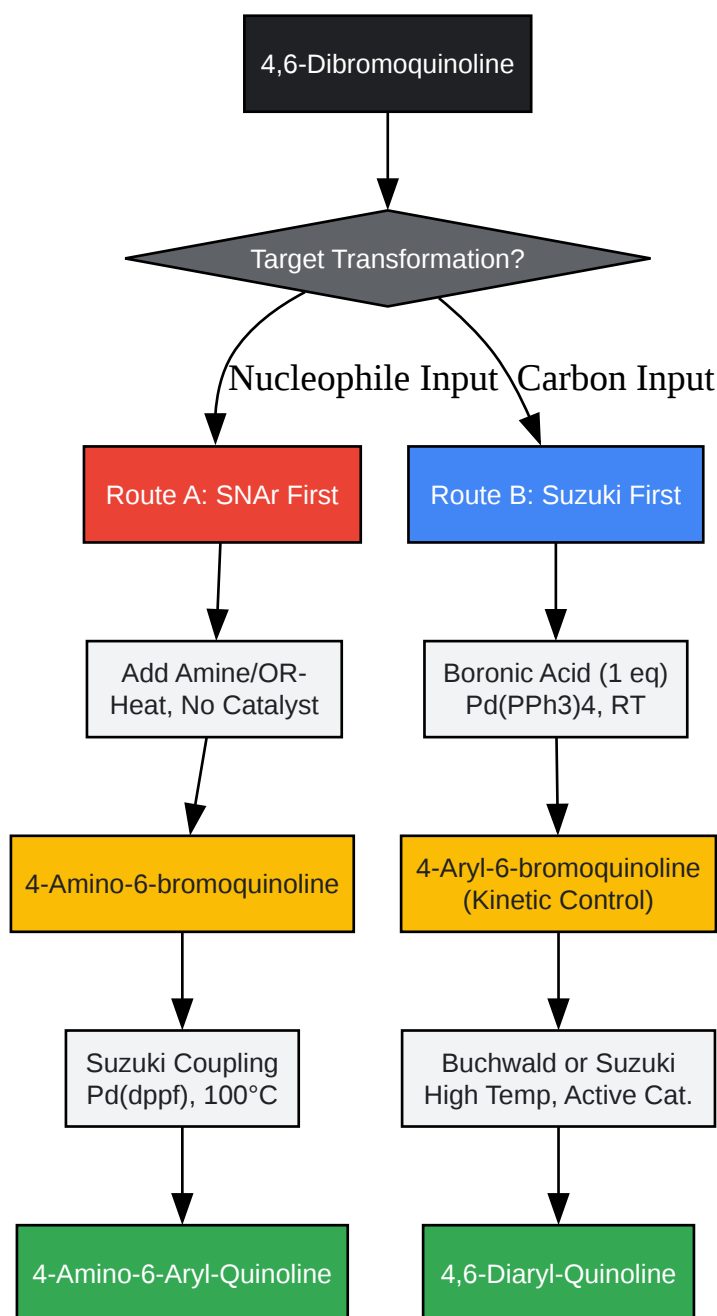 4,6-Dibromoquinoline
Target Transformation?
Nucleophile Input
Carbon Input
Route A: SNAr First
Route B: Suzuki First
Add Amine/OR-
Heat, No Catalyst
Boronic Acid (1 eq)
Pd(PPh3)4, RT
4-Amino-6-bromoquinoline
4-Aryl-6-bromoquinoline
(Kinetic Control)
Suzuki Coupling
Pd(dppf), 100°C
Buchwald or Suzuki
High Temp, Active Cat.
4-Amino-6-Aryl-Quinoline
4,6-Diaryl-Quinoline